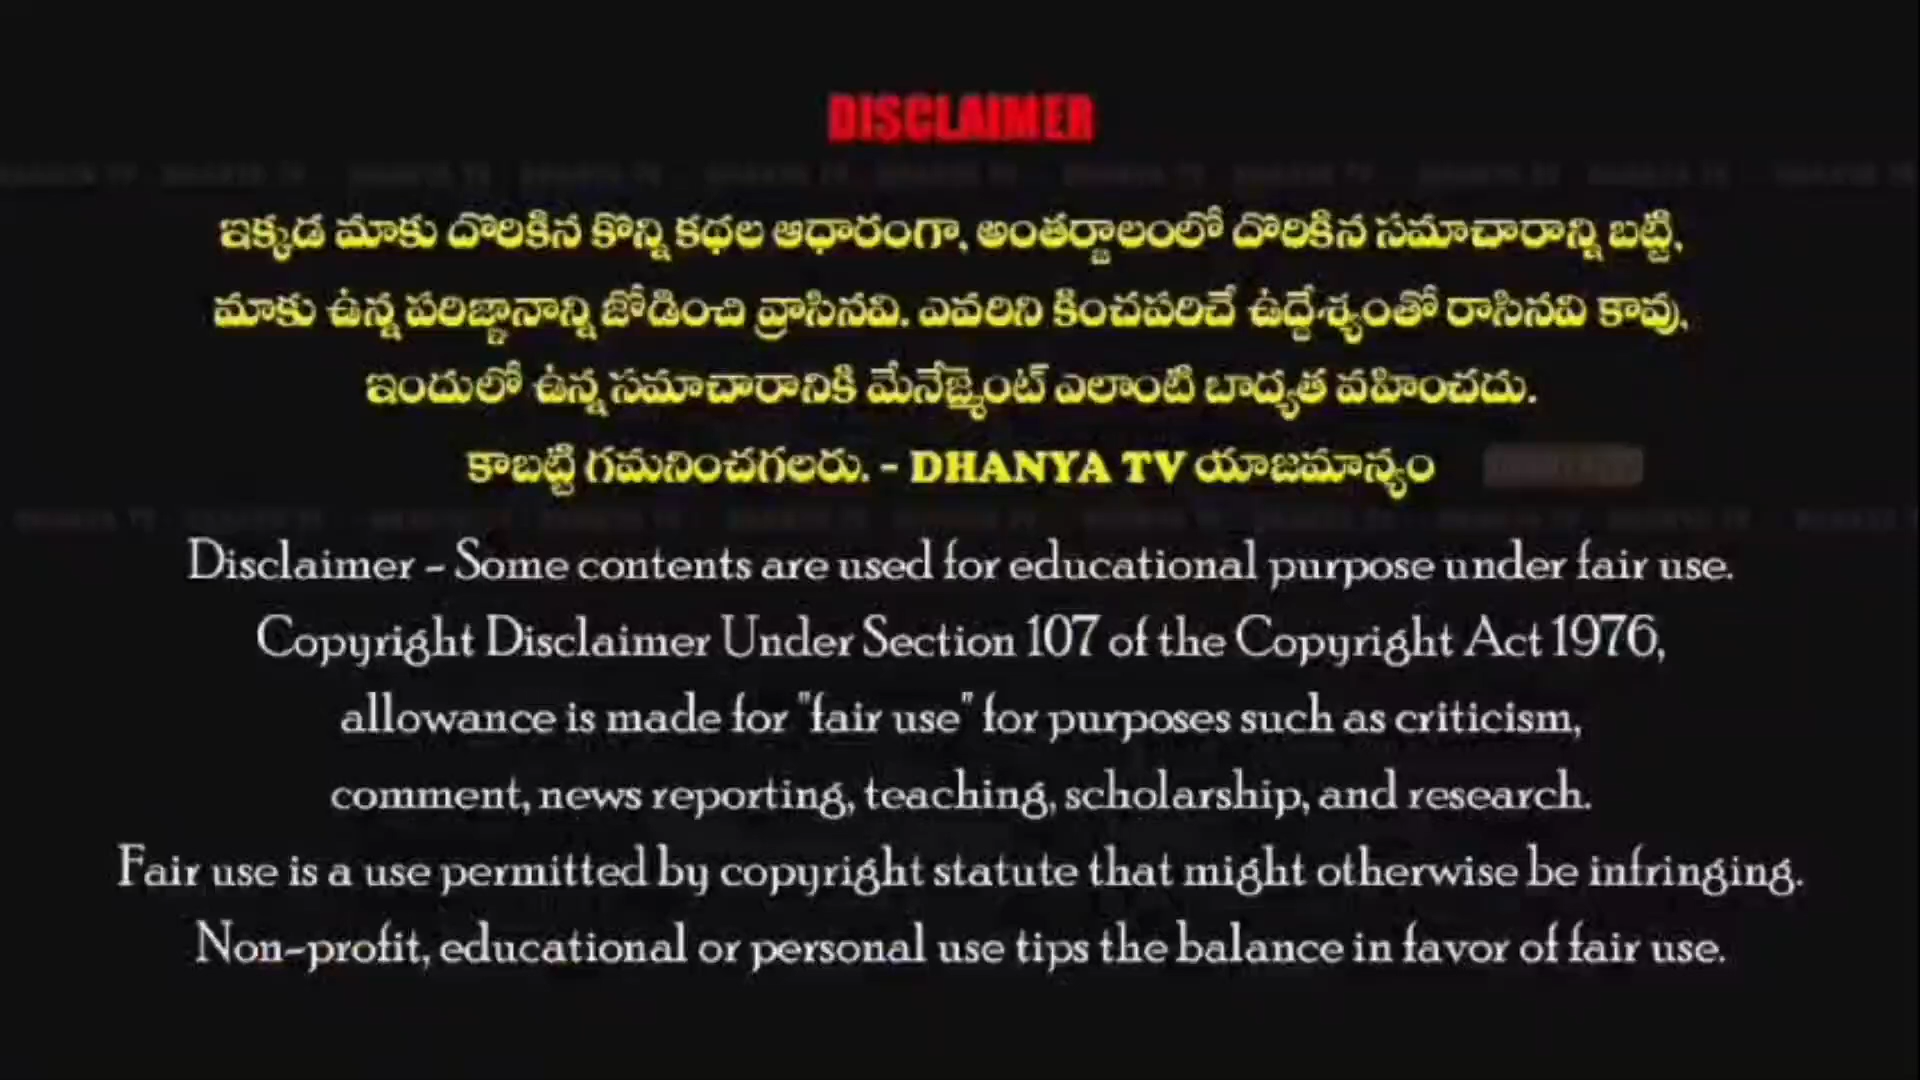 DISCLAIMER
ఇక్కడ మాకు దొరికిన కొన్ని కథల ఆధారంగా, అంతర్జాలంలో దొరికిన సమాచారాన్ని బట్టి,
మాకు ఉన్న పరిజ్ణానాన్ని జోడించి వ్రాసినవి. ఎవరిని కించపరిచే ఉద్దేశ్యంతో రాసినవి కావు,
ఇందులో ఉన్న సమాచారానికి మేనేజ్మెంట్ ఎలాంటి బాద్యత వహించదు.
కాబట్టి గమనించగలరు. - DHANYA TV యాజమాన్యం
Disclaimer - Some contents are used for educational purpose under fair use.
Copyright Disclaimer Under Section 107 of the Copyright Act 1976,
allowance is made for "fair use" for purposes such as criticism,
comment, news reporting, teaching, scholarship, and research.
Fair use is a use permitted by copyright statute that might otherwise be infringing.
Non-profit, educational or personal use tips the balance in favor of fair use.